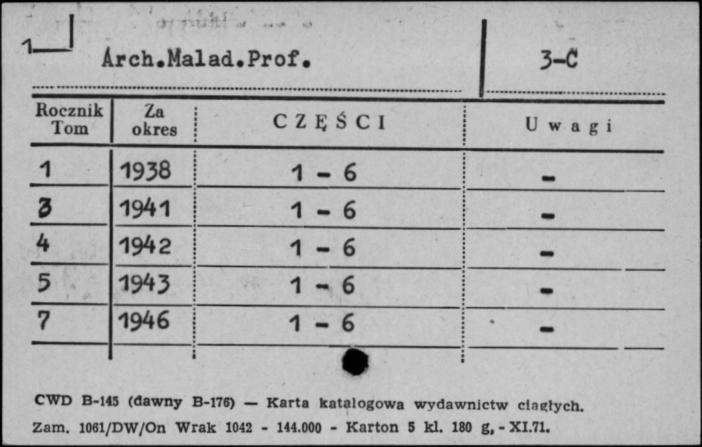 1
Arch.Malad.Prof. 3-C
Rocznik Tom Za okres CZĘŚCI Uwagi
1 1938 1 - 6 -
3 1941 1 - 6 -
4 1942 1 - 6 -
5 1943 1 - 6 -
7 1946 1 - 6 -
CWD B-145 (dawny B-176) — Karta katalogowa wydawnictw ciągłych.
Zam. 1061/DW/On Wrak 1042 - 144.000 - Karton 5 kl. 180 g, - XI.71.